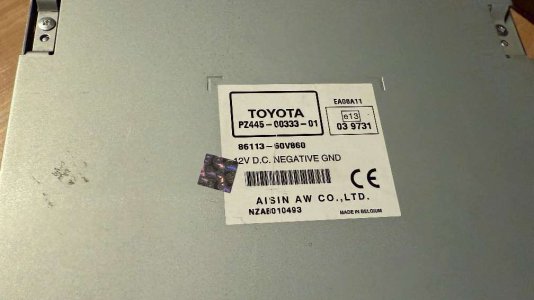 EA08A11
TOYOTA
PZ445-00333-01
e13
03 9731
86113-60V860
12V D.C. NEGATIVE GND
CE
AISIN AW CO.,LTD.
NZAB010493
MADE IN BELGIUM